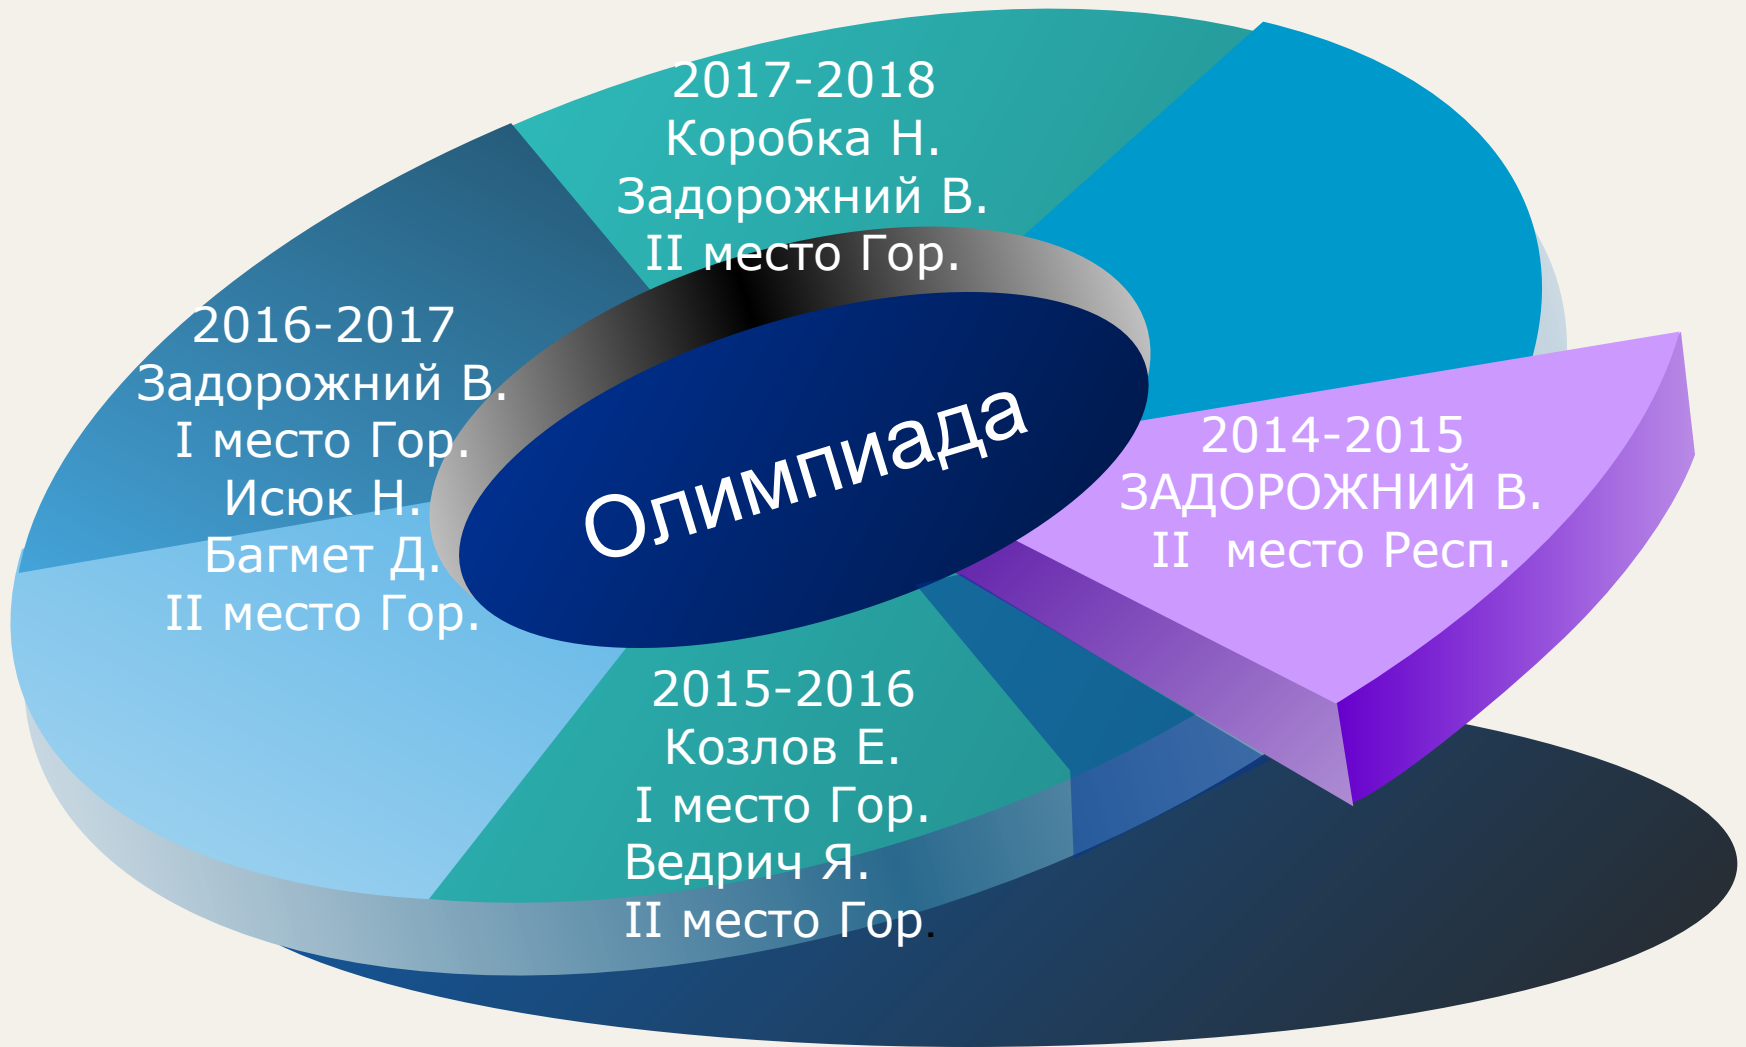 2017-2018
Коробка Н.
Задорожний В.
II место Гор.
2016-2017
Задорожний В.
I место Гор.
Исюк Н.
Багмет Д.
II место Гор.
Олимпиада
2014-2015
ЗАДОРОЖНИЙ В.
II место Респ.
2015-2016
Козлов Е.
I место Гор.
Ведрич Я.
II место Гор.